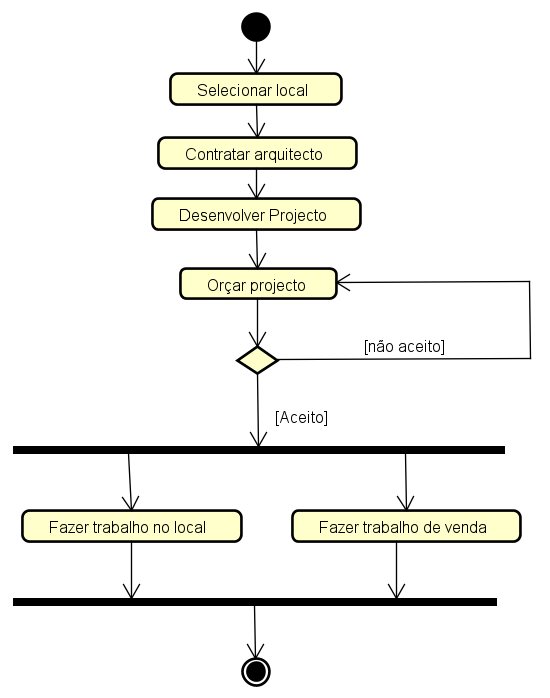 Selecionar local
Contratar arquitecto
Desenvolver Projecto
Orçar projecto
[não aceito]
[Aceito]
Fazer trabalho no local
Fazer trabalho de venda